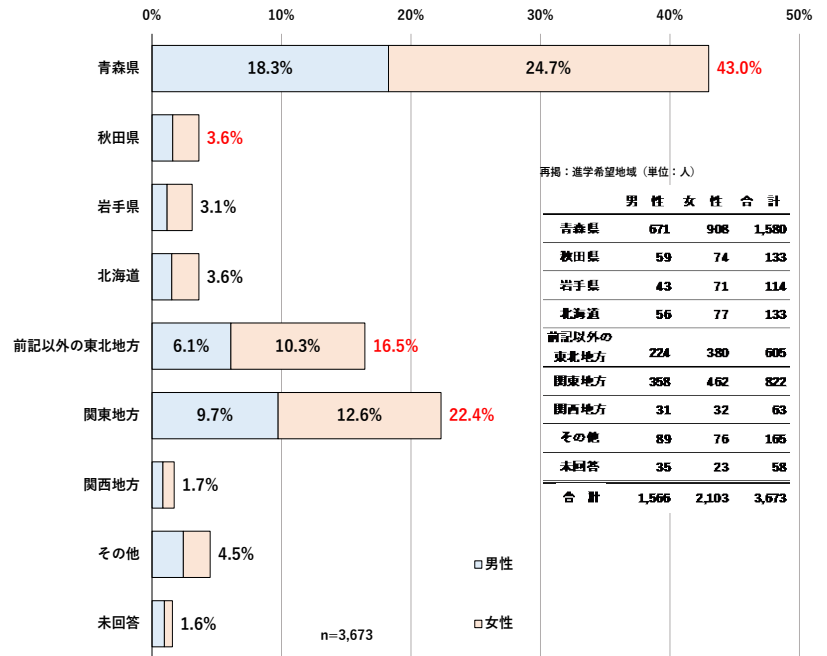 0% 10% 20% 30% 40% 50%
青森県 18.3% 24.7% 43.0%
秋田県 3.6%
岩手県 3.1%
北海道 3.6%
前記以外の東北地方 6.1% 10.3% 16.5%
関東地方 9.7% 12.6% 22.4%
関西地方 1.7%
その他 4.5%
未回答 1.6%
n=3,673
男性
女性
再掲：進学希望地域（単位：人）
男 性 女 性 合 計
青森県 671 908 1,580
秋田県 59 74 133
岩手県 43 71 114
北海道 56 77 133
前記以外の
東北地方 224 380 605
関東地方 358 462 822
関西地方 31 32 63
その他 89 76 165
未回答 35 23 58
合 計 1,566 2,103 3,673